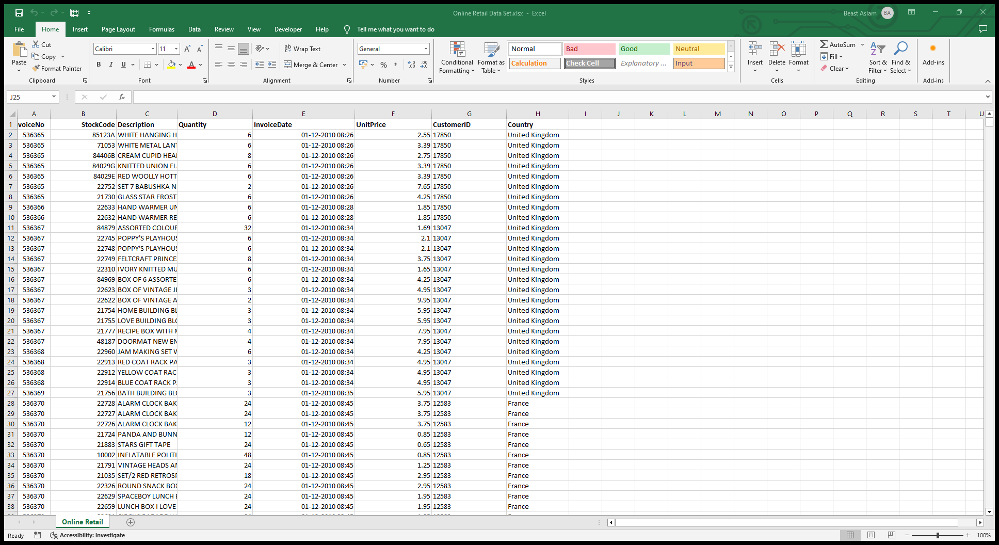 Online Retail Data Set.xlsx - Excel
Beast Aslam BA
File Home Insert Page Layout Formulas Data Review View Developer Help Tell me what you want to do
Paste
Cut
Copy
Format Painter
Clipboard
Calibri 11
B I U A
Font
Wrap Text
Merge & Center
Alignment
General
% ,
Number
Conditional Formatting
Format as Table
Normal Bad Good Neutral
Calculation Check Cell Explanatory ... Input
Styles
Insert Delete Format
Cells
AutoSum
Fill
Clear
Sort & Filter
Find & Select
Editing
Add-ins
Add-ins
J25 fx
A B C D E F G H I J K L M N O P Q R S T U
1 voiceNo StockCode Description Quantity InvoiceDate UnitPrice CustomerID Country
2 536365 85123A WHITE HANGING H 6 01-12-2010 08:26 2.55 17850 United Kingdom
3 536365 71053 WHITE METAL LANT 6 01-12-2010 08:26 3.39 17850 United Kingdom
4 536365 84406B CREAM CUPID HEAI 8 01-12-2010 08:26 2.75 17850 United Kingdom
5 536365 84029G KNITTED UNION FL 6 01-12-2010 08:26 3.39 17850 United Kingdom
6 536365 84029E RED WOOLLY HOTT 6 01-12-2010 08:26 3.39 17850 United Kingdom
7 536365 22752 SET 7 BABUSHKA N 2 01-12-2010 08:26 7.65 17850 United Kingdom
8 536365 21730 GLASS STAR FROST 6 01-12-2010 08:26 4.25 17850 United Kingdom
9 536366 22633 HAND WARMER UN 6 01-12-2010 08:28 1.85 17850 United Kingdom
10 536366 22632 HAND WARMER RE 6 01-12-2010 08:28 1.85 17850 United Kingdom
11 536367 84879 ASSORTED COLOUR 32 01-12-2010 08:34 1.69 13047 United Kingdom
12 536367 22745 POPPY'S PLAYHOUS 6 01-12-2010 08:34 2.1 13047 United Kingdom
13 536367 22748 POPPY'S PLAYHOUS 6 01-12-2010 08:34 2.1 13047 United Kingdom
14 536367 22749 FELTCRAFT PRINCE 8 01-12-2010 08:34 3.75 13047 United Kingdom
15 536367 22310 IVORY KNITTED MU 6 01-12-2010 08:34 1.65 13047 United Kingdom
16 536367 84969 BOX OF 6 ASSORTE 6 01-12-2010 08:34 4.25 13047 United Kingdom
17 536367 22623 BOX OF VINTAGE JI 3 01-12-2010 08:34 4.95 13047 United Kingdom
18 536367 22622 BOX OF VINTAGE A 2 01-12-2010 08:34 9.95 13047 United Kingdom
19 536367 21754 HOME BUILDING BL 3 01-12-2010 08:34 5.95 13047 United Kingdom
20 536367 21755 LOVE BUILDING BLO 3 01-12-2010 08:34 5.95 13047 United Kingdom
21 536367 21777 RECIPE BOX WITH 4 01-12-2010 08:34 7.95 13047 United Kingdom
22 536367 48187 DOORMAT NEW EN 4 01-12-2010 08:34 7.95 13047 United Kingdom
23 536368 22960 JAM MAKING SET 6 01-12-2010 08:34 4.25 13047 United Kingdom
24 536368 22913 RED COAT RACK PA 3 01-12-2010 08:34 4.95 13047 United Kingdom
25 536368 22912 YELLOW COAT RAC 3 01-12-2010 08:34 4.95 13047 United Kingdom
26 536368 22914 BLUE COAT RACK P 3 01-12-2010 08:34 4.95 13047 United Kingdom
27 536369 21756 BATH BUILDING BLO 3 01-12-2010 08:35 5.95 13047 United Kingdom
28 536370 22728 ALARM CLOCK BAK 24 01-12-2010 08:45 3.75 12583 France
29 536370 22727 ALARM CLOCK BAK 24 01-12-2010 08:45 3.75 12583 France
30 536370 22726 ALARM CLOCK BAK 12 01-12-2010 08:45 3.75 12583 France
31 536370 21724 PANDA AND BUNN 12 01-12-2010 08:45 0.85 12583 France
32 536370 21883 STARS GIFT TAPE 24 01-12-2010 08:45 0.65 12583 France
33 536370 10002 INFLATABLE POLITI 48 01-12-2010 08:45 0.85 12583 France
34 536370 21791 VINTAGE HEADS AN 24 01-12-2010 08:45 1.25 12583 France
35 536370 21035 SET/2 RED RETROSP 18 01-12-2010 08:45 2.95 12583 France
36 536370 22326 ROUND SNACK BOX 24 01-12-2010 08:45 2.95 12583 France
37 536370 22629 SPACEBOY LUNCH 24 01-12-2010 08:45 1.95 12583 France
38 536370 22659 LUNCH BOX I LOVE 24 01-12-2010 08:45 1.95 12583 France
Online Retail
Ready Accessibility: Investigate 100%